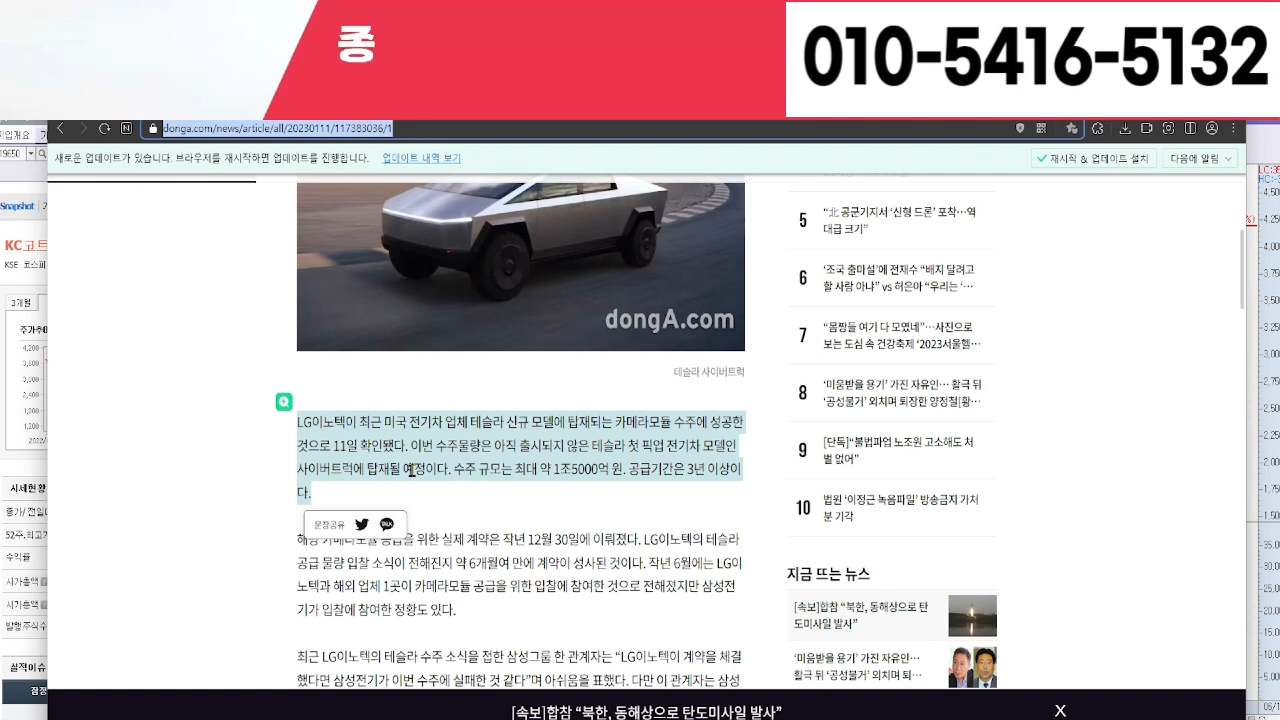 종
010-5416-5132
donga.com/news/article/all/20230111/117383036/1
새로운 업데이트가 있습니다. 브라우저를 재시작하면 업데이트를 진행합니다. 업데이트 내역 보기
재시작 & 업데이트 설치
다음에 알림
Snapshot
KC코트
KSE 코스피
3개월
4,200
3,800
3,000
2,600
2,200
1,800
1,400
2022/
52주.최고가
수익률
시가총액
시가총액
발행주식수
실적이슈
dongA.com
테슬라 사이버트럭
LG이노텍이 최근 미국 전기차 업체 테슬라 신규 모델에 탑재되는 카메라모듈 수주에 성공한
것으로 11일 확인됐다. 이번 수주물량은 아직 출시되지 않은 테슬라 첫 픽업 전기차 모델인
사이버트럭에 탑재될 예정이다. 수주 규모는 최대 약 1조5000억 원. 공급기간은 3년 이상이
다.
문장공유
해당 카메라모듈 공급을 위한 실제 계약은 작년 12월 30일에 이뤄졌다. LG이노텍의 테슬라
공급 물량 입찰 소식이 전해진지 약 6개월여 만에 계약이 성사된 것이다. 작년 6월에는 LG이
노텍과 해외 업체 1곳이 카메라모듈 공급을 위한 입찰에 참여한 것으로 전해졌지만 삼성전
기가 입찰에 참여한 정황도 있다.
최근 LG이노텍의 테슬라 수주 소식을 접한 삼성그룹 한 관계자는 “LG이노텍이 계약을 체결
했다면 삼성전기가 이번 수주에 실패한 것 같다”며 아쉬움을 표했다. 다만 이 관계자는 삼성
5
“北 공군기지서 ‘신형 드론’ 포착…역
대급 크기”
6
‘조국 출마설’에 전재수 “배지 달려고
할 사람 아냐” vs 허은아 “우리는 ‘…
7
“몸짱들 여기 다 모였네”…사진으로
보는 도심 속 건강축제 ‘2023서울헬…
8
‘미움받을 용기’ 가진 자유인… 활극 뒤
‘공성불거’ 외치며 퇴장한 양정철[황…
9
[단독]“불법파업 노조원 고소해도 처
벌 없어”
10
법원 ‘이정근 녹음파일’ 방송금지 가처
분 기각
지금 뜨는 뉴스
[속보]합참 “북한, 동해상으로 탄
도미사일 발사”
‘미움받을 용기’ 가진 자유인…
활극 뒤 ‘공성불거’ 외치며 퇴…
[속보]합참 “북한, 동해상으로 탄도미사일 발사”
X